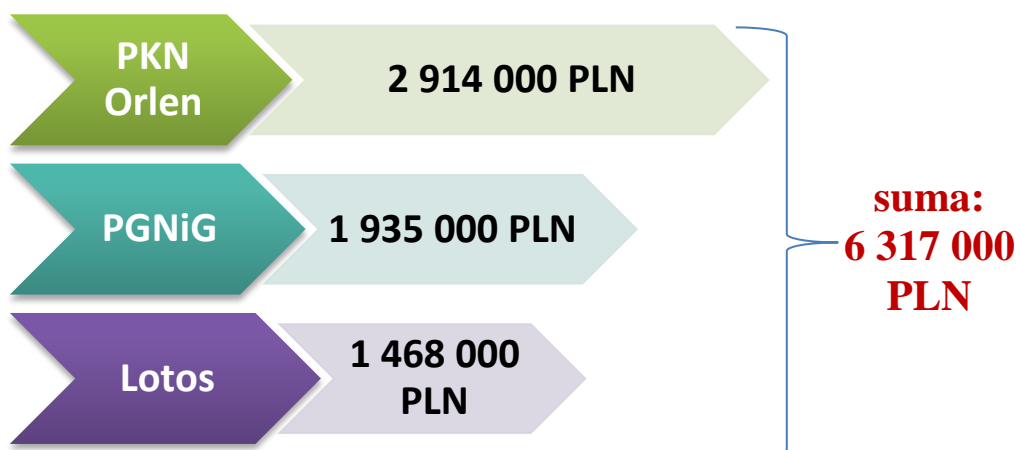 PKN
Orlen
2 914 000 PLN
PGNiG
1 935 000 PLN
suma:
6 317 000
PLN
Lotos
1 468 000
PLN